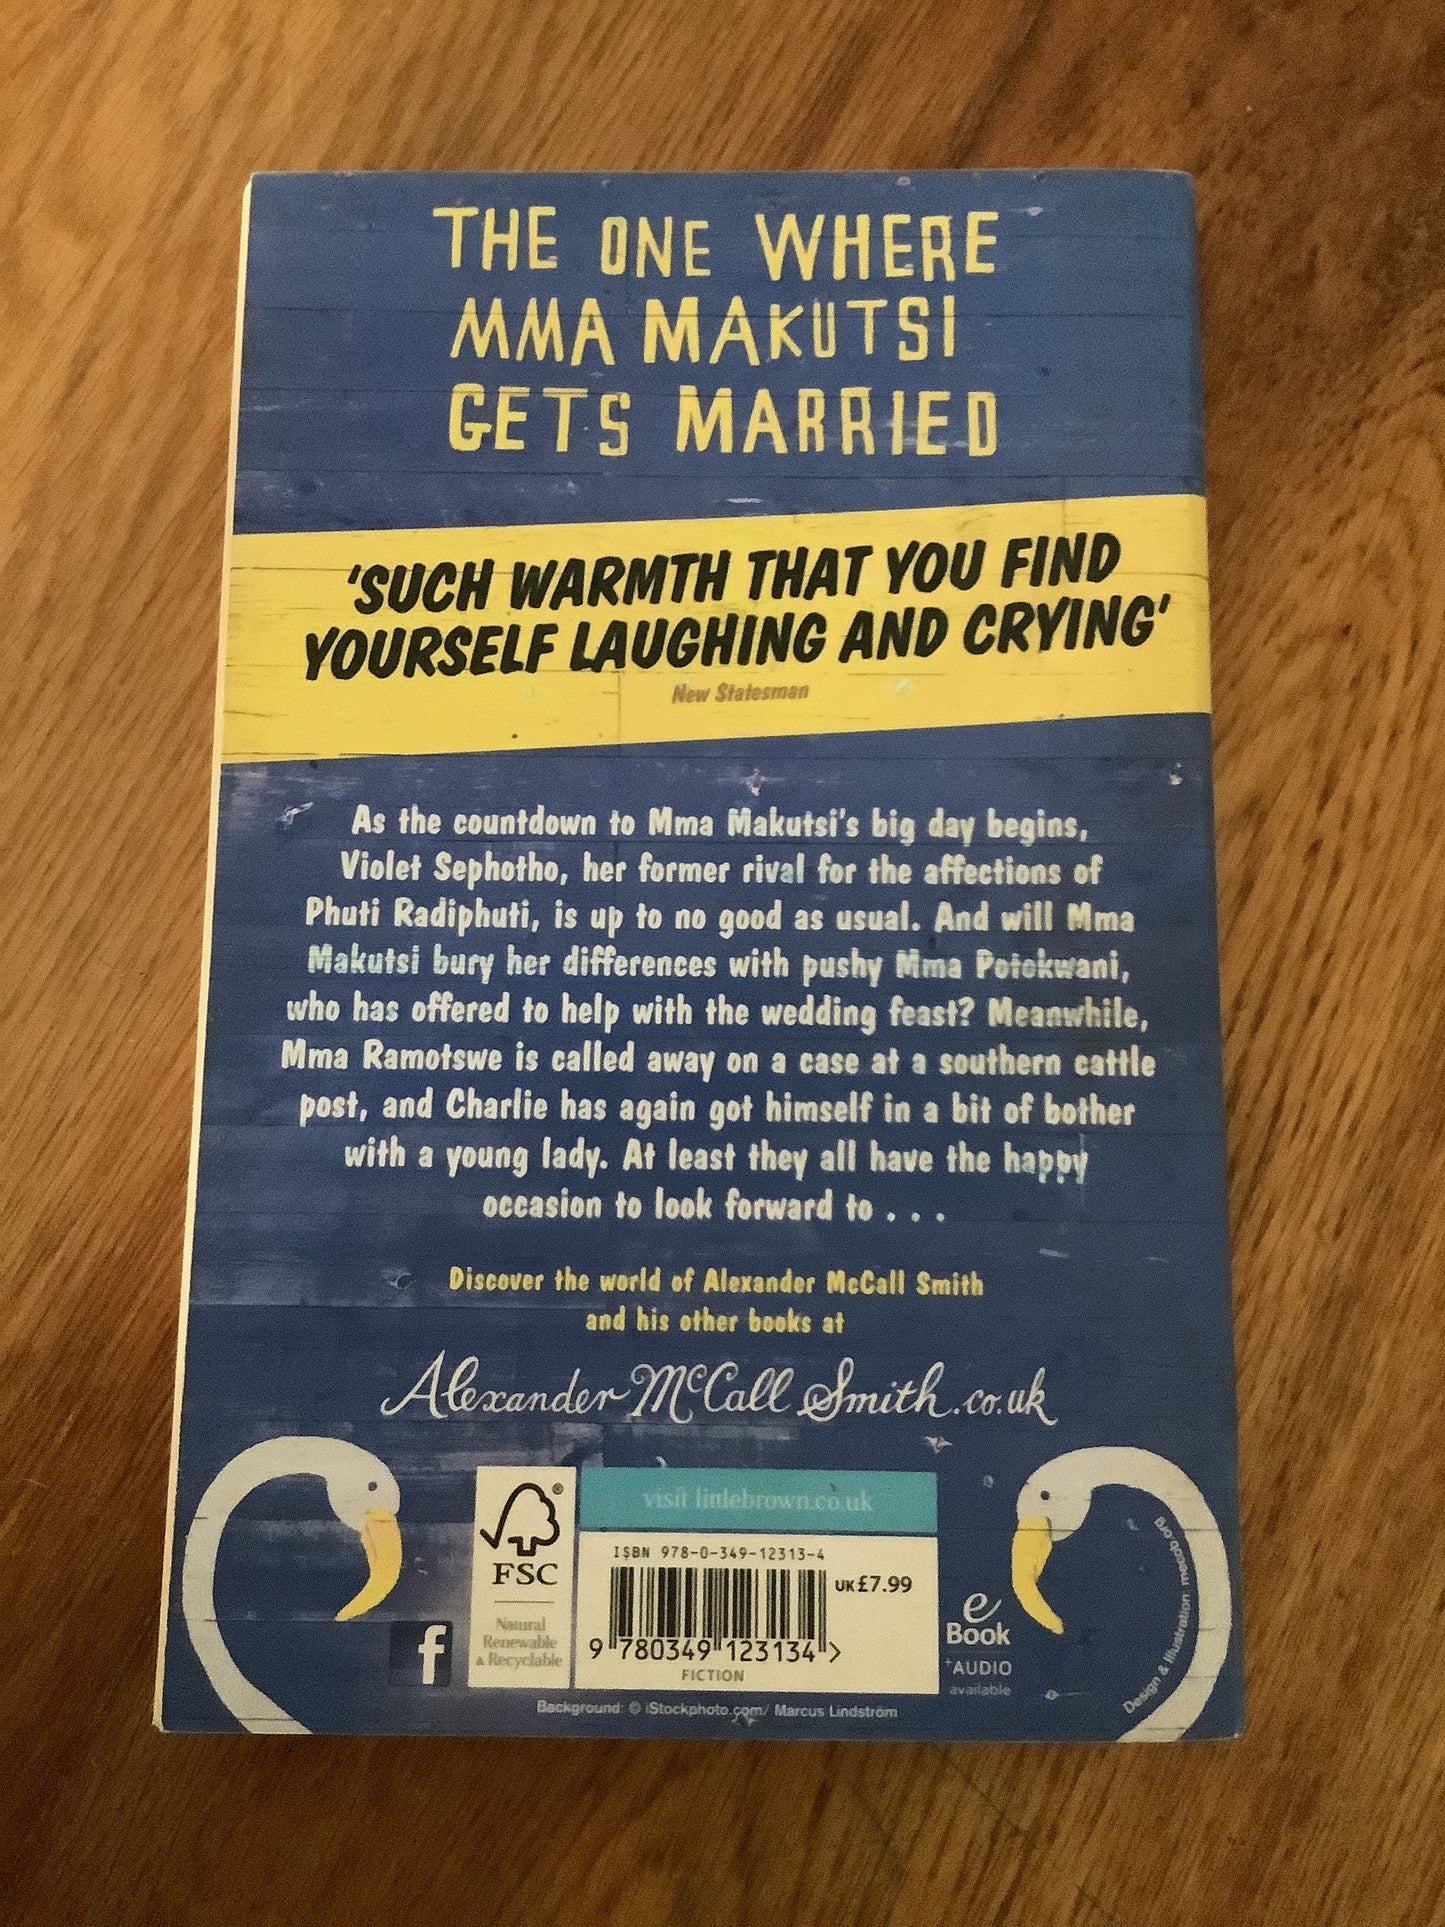 THE ONE WHERE
MMA MAKUTSI
GETS MARRIED
'SUCH WARMTH THAT YOU FIND
YOURSELF LAUGHING AND CRYING'
New Statesman
As the countdown to Mma Makutsi's big day begins,
Violet Sephotho, her former rival for the affections of
Phuti Radiphuti, is up to no good as usual. And will Mma
Makutsi bury her differences with pushy Mma Potokwani,
who has offered to help with the wedding feast? Meanwhile,
Mma Ramotswe is called away on a case at a southern cattle
post, and Charlie has again got himself in a bit of bother
with a young lady. At least they all have the happy
occasion to look forward to . . .
Discover the world of Alexander McCall Smith
and his other books at
Alexander McCall Smith.co.uk
FSC®
Natural
Renewable
& Recyclable
f
visit littlebrown.co.uk
ISBN 978-0-349-12313-4
UK£7.99
9 780349 123134 >
FICTION
e
Book
+AUDIO
available
Design & Illustration: mecob.org
Background: © iStockphoto.com/ Marcus Lindström